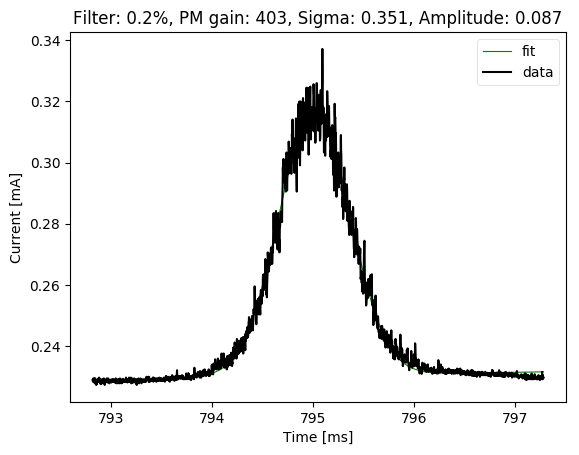 Filter: 0.2%, PM gain: 403, Sigma: 0.351, Amplitude: 0.087
fit
data
0.34
0.32
0.30
0.28
0.26
0.24
Current [mA]
793 794 795 796 797
Time [ms]